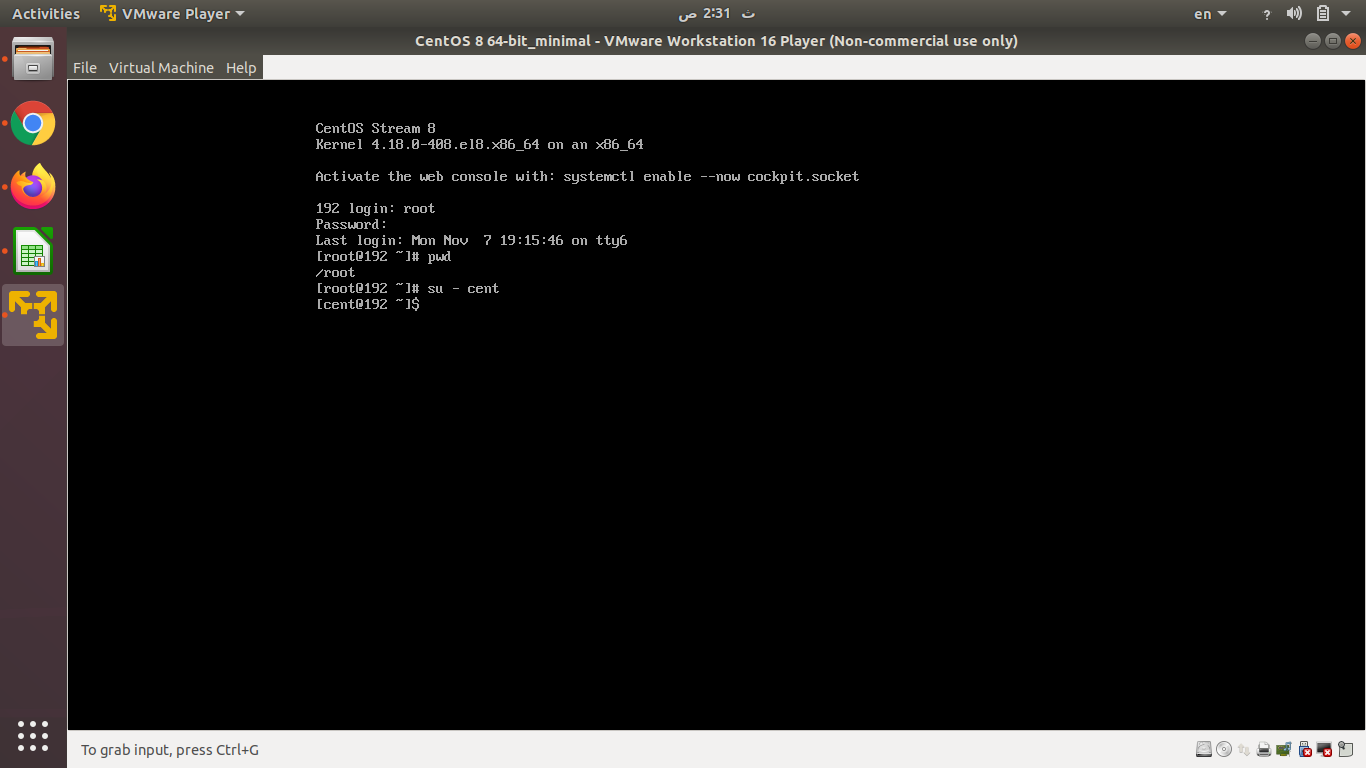 Activities VMware Player ث 2:31 ص en ?
CentOS 8 64-bit_minimal - VMware Workstation 16 Player (Non-commercial use only)
File Virtual Machine Help
CentOS Stream 8
Kernel 4.18.0-408.el8.x86_64 on an x86_64
Activate the web console with: systemctl enable --now cockpit.socket
192 login: root
Password:
Last login: Mon Nov  7 19:15:46 on tty6
[root@192 ~]# pwd
/root
[root@192 ~]# su - cent
[cent@192 ~]$
To grab input, press Ctrl+G